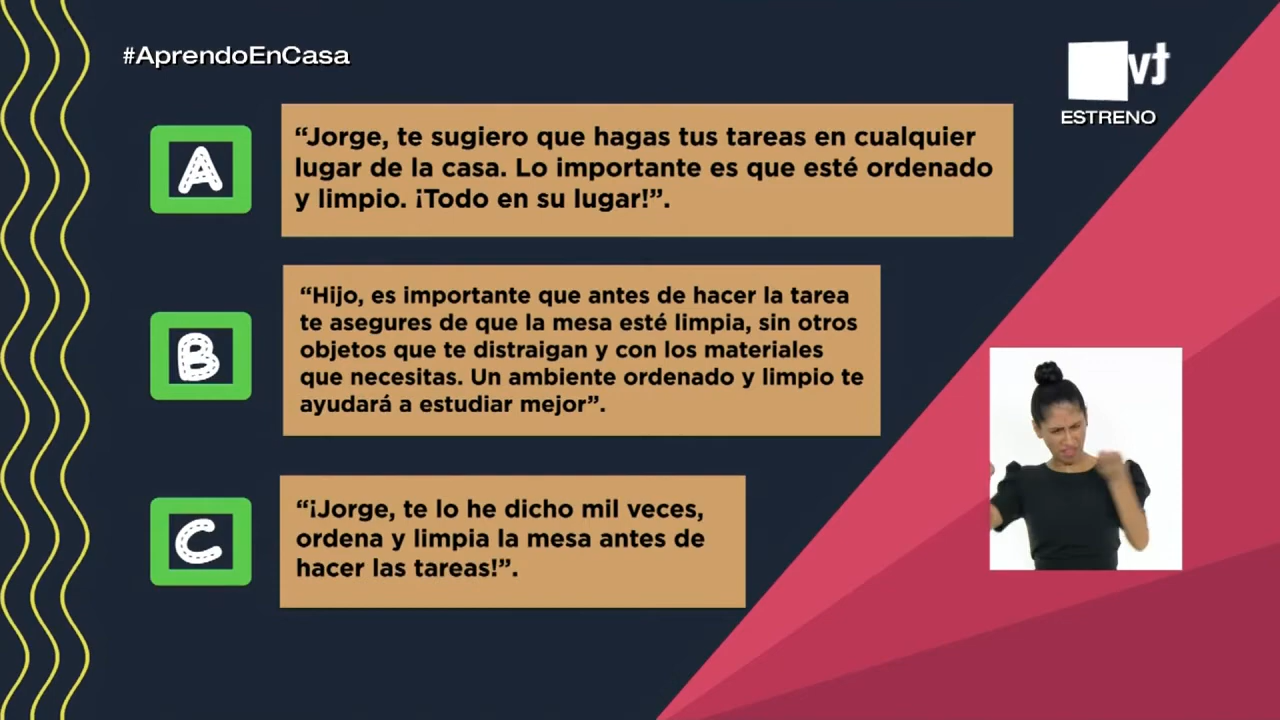 #AprendoEnCasa
tvt
ESTRENO
A
“Jorge, te sugiero que hagas tus tareas en cualquier
lugar de la casa. Lo importante es que esté ordenado
y limpio. ¡Todo en su lugar!”.
B
“Hijo, es importante que antes de hacer la tarea
te asegures de que la mesa esté limpia, sin otros
objetos que te distraigan y con los materiales
que necesitas. Un ambiente ordenado y limpio te
ayudará a estudiar mejor”.
C
“¡Jorge, te lo he dicho mil veces,
ordena y limpia la mesa antes de
hacer las tareas!”.